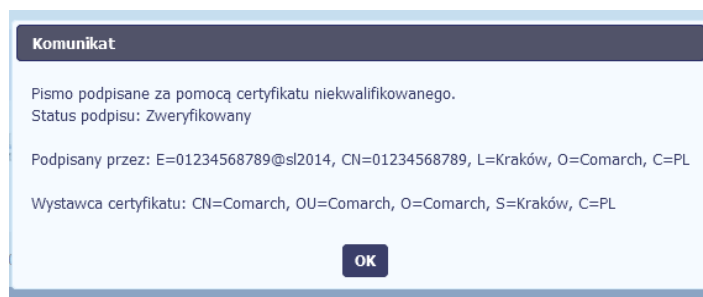 Komunikat
Pismo podpisane za pomocą certyfikatu niekwalifikowanego.
Status podpisu: Zweryfikowany
Podpisany przez: E=01234568789@sl2014, CN=01234568789, L=Kraków, O=Comarch, C=PL
Wystawca certyfikatu: CN=Comarch, OU=Comarch, O=Comarch, S=Kraków, C=PL
OK